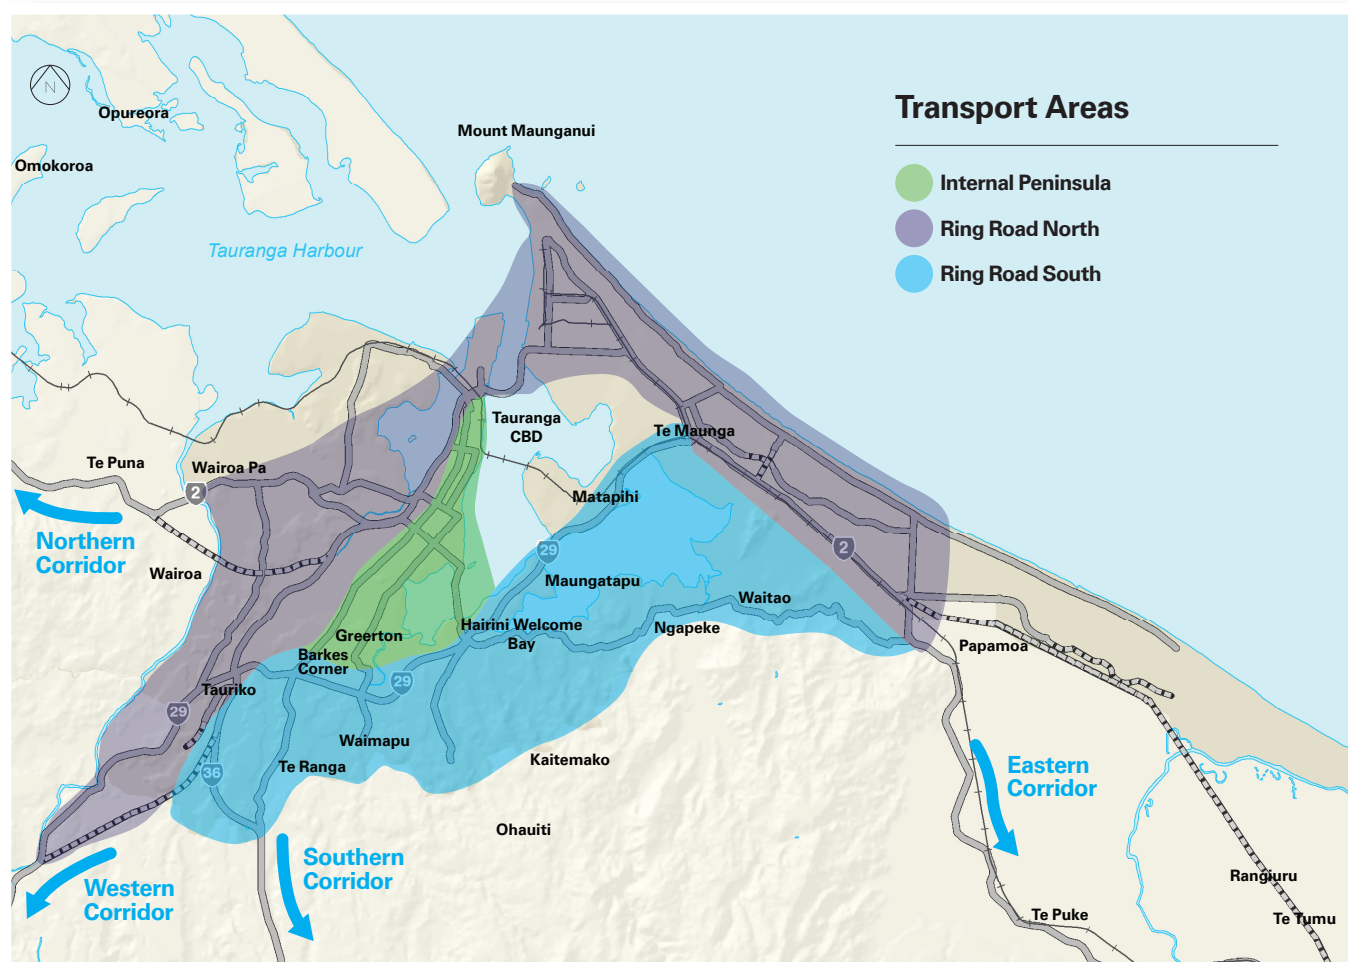 N
Opureora
Omokoroa
Mount Maunganui
Transport Areas
Internal Peninsula
Ring Road North
Ring Road South
Tauranga Harbour
Tauranga
CBD
Te Maunga
Te Puna
Wairoa Pa
2
Matapihi
Northern
Corridor
29
2
Wairoa
Maungatapu
Waitao
Greerton
Hairini Welcome
Bay
Ngapeke
Papamoa
Barkes
Corner
29
Tauriko
29
Waimapu
Te Ranga
36
Kaitemako
Eastern
Corridor
Ohauiti
Southern
Corridor
Western
Corridor
Rangiuru
Te Puke
Te Tumu